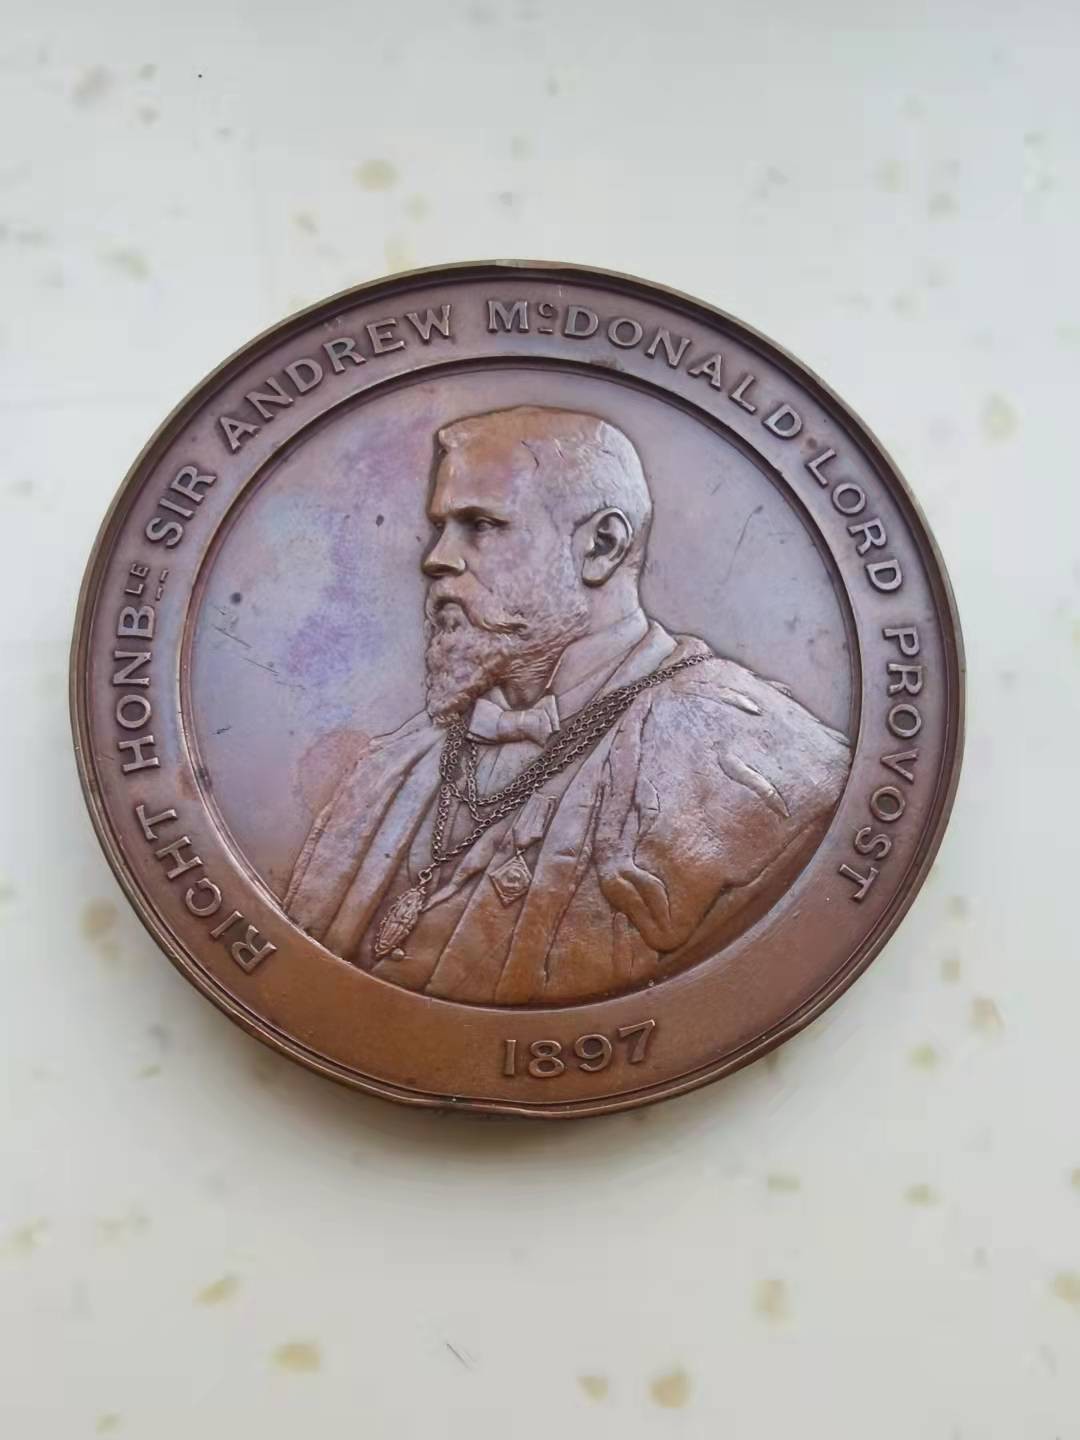 RIGHT HONBLE SIR ANDREW McDONALD·LORD PROVOST
1897